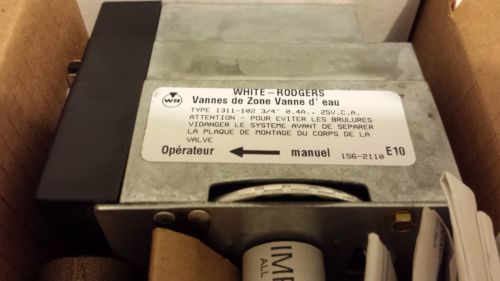 WR
WHITE-RODGERS
Vannes de Zone Vanne d' eau
TYPE 1311-102 3/4" 0,4A., 25V.C.A.
ATTENTION - POUR EVITER LES BRULURES
VIDANGER LE SYSTEME AVANT DE SEPARER
LA PLAQUE DE MONTAGE DU CORPS DE LA
VALVE
Opérateur manuel 156-2110 E10
ALL